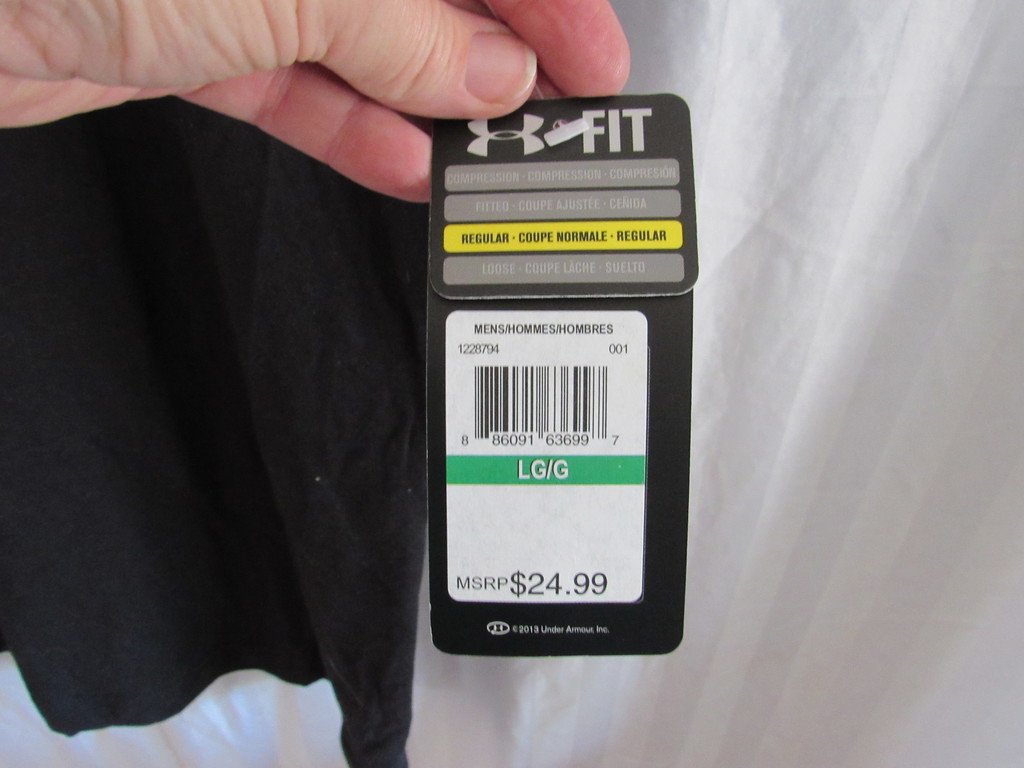 FIT
COMPRESSION · COMPRESSION · COMPRESIÓN
FITTED · COUPE AJUSTÉE · CEÑIDA
REGULAR · COUPE NORMALE · REGULAR
LOOSE · COUPE LÂCHE · SUELTO
MENS/HOMMES/HOMBRES
1228794 001
8 86091 63699 7
LG/G
MSRP $24.99
©2013 Under Armour, Inc.